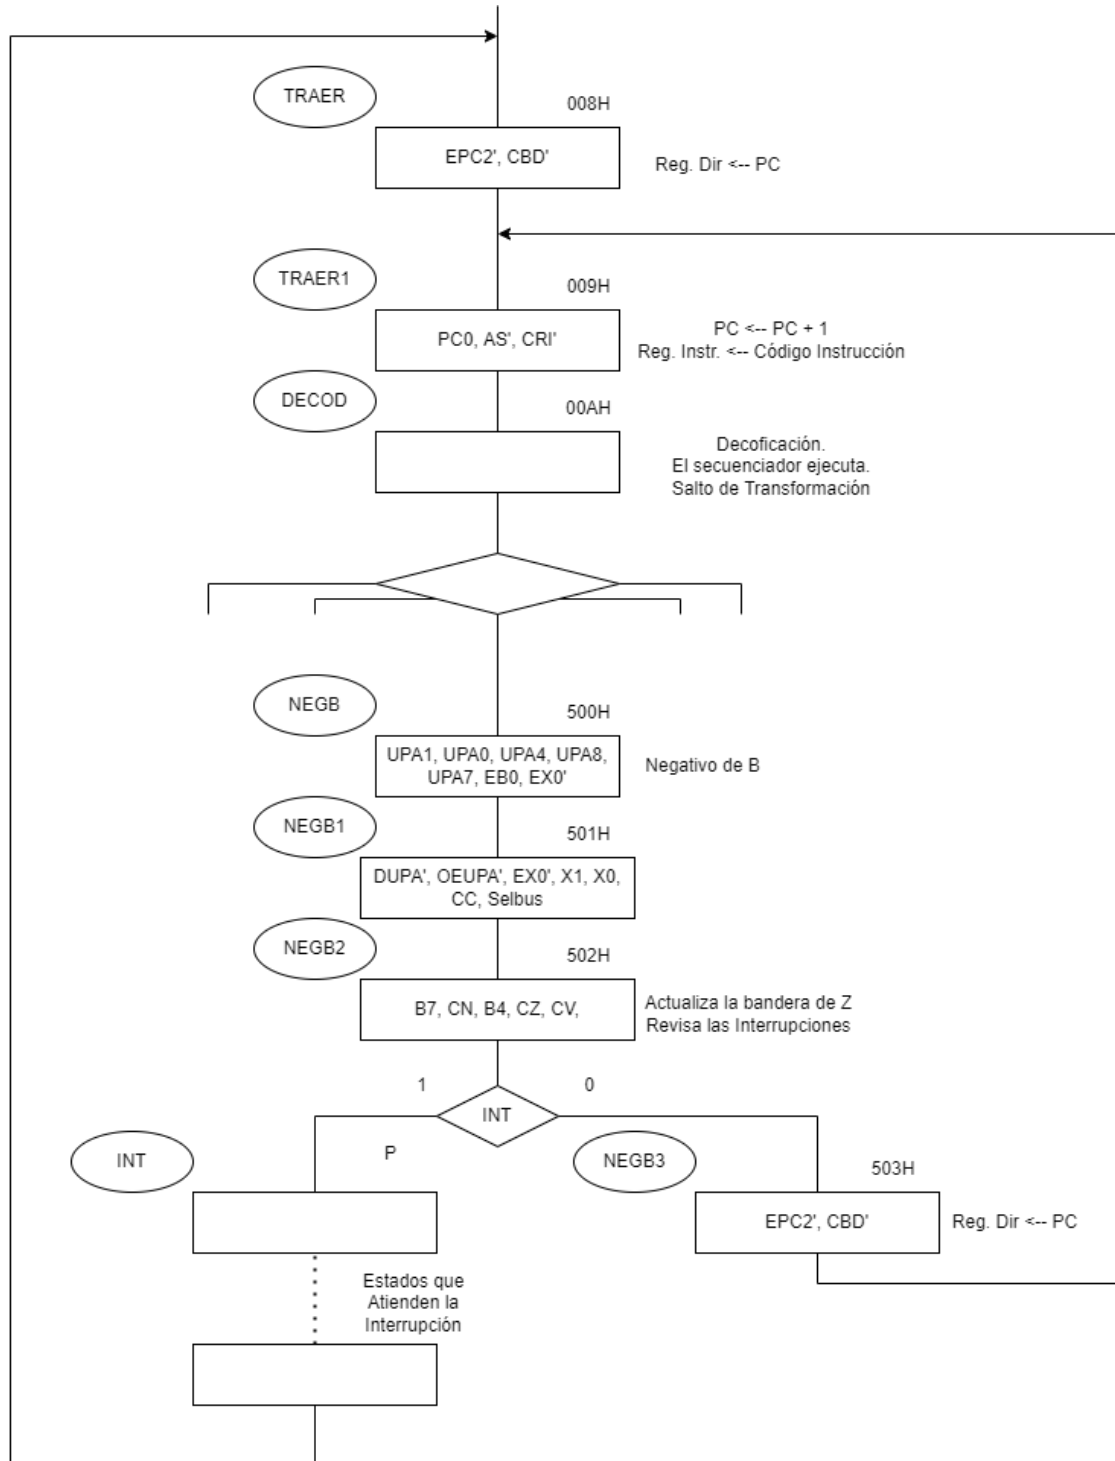 TRAER
008H
EPC2', CBD'
Reg. Dir <-- PC
TRAER1
009H
PC0, AS', CRI'
PC <-- PC + 1
Reg. Instr. <-- Código Instrucción
DECOD
00AH
Decoficación.
El secuenciador ejecuta.
Salto de Transformación
NEGB
500H
UPA1, UPA0, UPA4, UPA8,
UPA7, EB0, EX0'
Negativo de B
NEGB1
501H
DUPA', OEUPA', EX0', X1, X0,
CC, Selbus
NEGB2
502H
B7, CN, B4, CZ, CV,
Actualiza la bandera de Z
Revisa las Interrupciones
1
0
INT
INT
P
NEGB3
503H
EPC2', CBD'
Reg. Dir <-- PC
Estados que
Atienden la
Interrupción